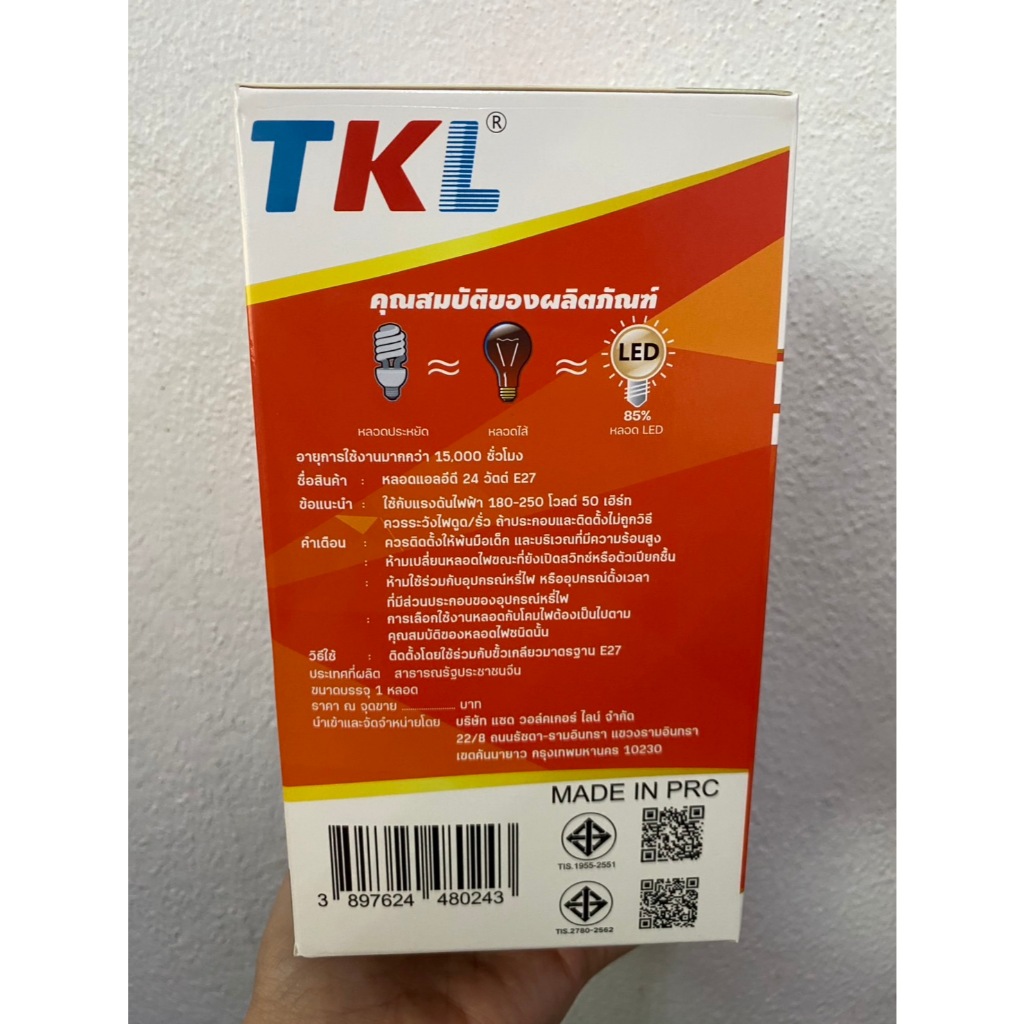 TKL®
คุณสมบัติของผลิตภัณฑ์
≈ ≈ LED
85%
หลอดประหยัด หลอดไส้ หลอด LED
อายุการใช้งานมากกว่า 15,000 ชั่วโมง
ชื่อสินค้า : หลอดแอลอีดี 24 วัตต์ E27
ข้อแนะนำ : ใช้กับแรงดันไฟฟ้า 180-250 โวลต์ 50 เฮิร์ท
ควรระวังไฟดูด/รั่ว ถ้าประกอบและติดตั้งไม่ถูกวิธี
คำเตือน : ควรติดตั้งให้พ้นมือเด็ก และบริเวณที่มีความร้อนสูง
: ห้ามเปลี่ยนหลอดไฟขณะที่ยังเปิดสวิทช์หรือตัวเปียกชื้น
: ห้ามใช้ร่วมกับอุปกรณ์หรี่ไฟ หรืออุปกรณ์ตั้งเวลา
ที่มีส่วนประกอบของอุปกรณ์หรี่ไฟ
: การเลือกใช้งานหลอดกับโคมไฟต้องเป็นไปตาม
คุณสมบัติของหลอดไฟชนิดนั้น
วิธีใช้ : ติดตั้งโดยใช้ร่วมกับขั้วเกลียวมาตรฐาน E27
ประเทศที่ผลิต สาธารณรัฐประชาชนจีน
ขนาดบรรจุ 1 หลอด
ราคา ณ จุดขาย .................... บาท
นำเข้าและจัดจำหน่ายโดย บริษัท แซด วอล์คเกอร์ ไลน์ จำกัด
22/8 ถนนรัชดา-รามอินทรา แขวงรามอินทรา
เขตคันนายาว กรุงเทพมหานคร 10230
MADE IN PRC
TIS.1955-2551
3 897624 480243
TIS.2780-2562